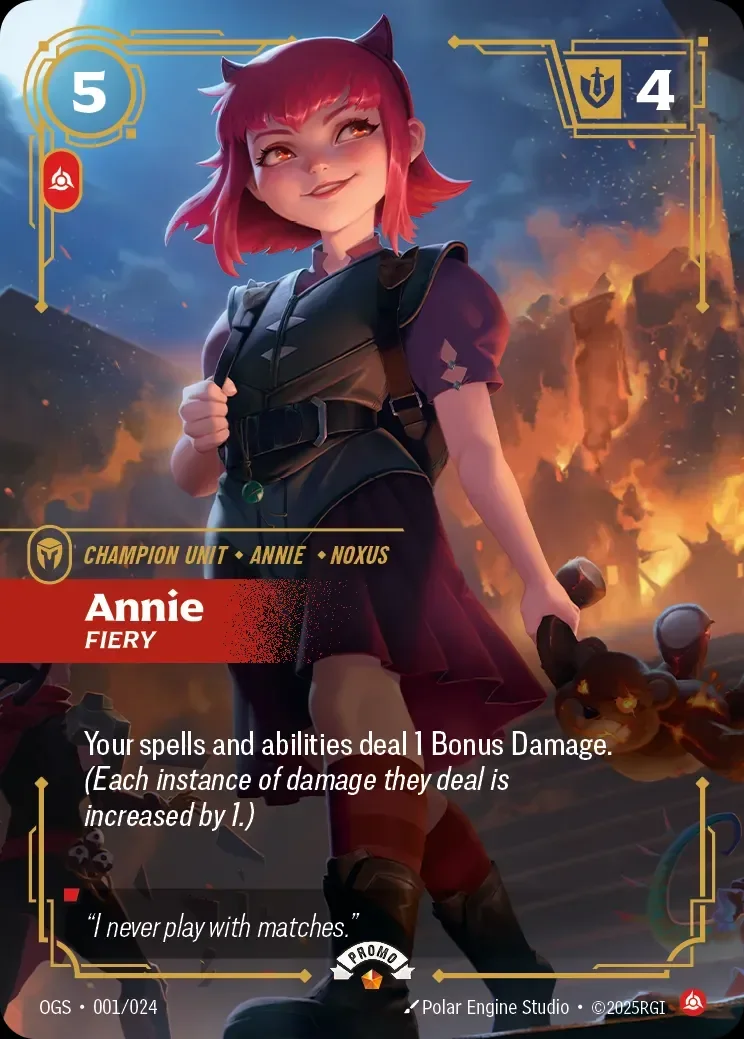 5
4
CHAMPION UNIT • ANNIE • NOXUS
Annie
FIERY
Your spells and abilities deal 1 Bonus Damage.
(Each instance of damage they deal is
increased by 1.)
“I never play with matches.”
PROMO
OGS • 001/024
Polar Engine Studio • ©2025RGI